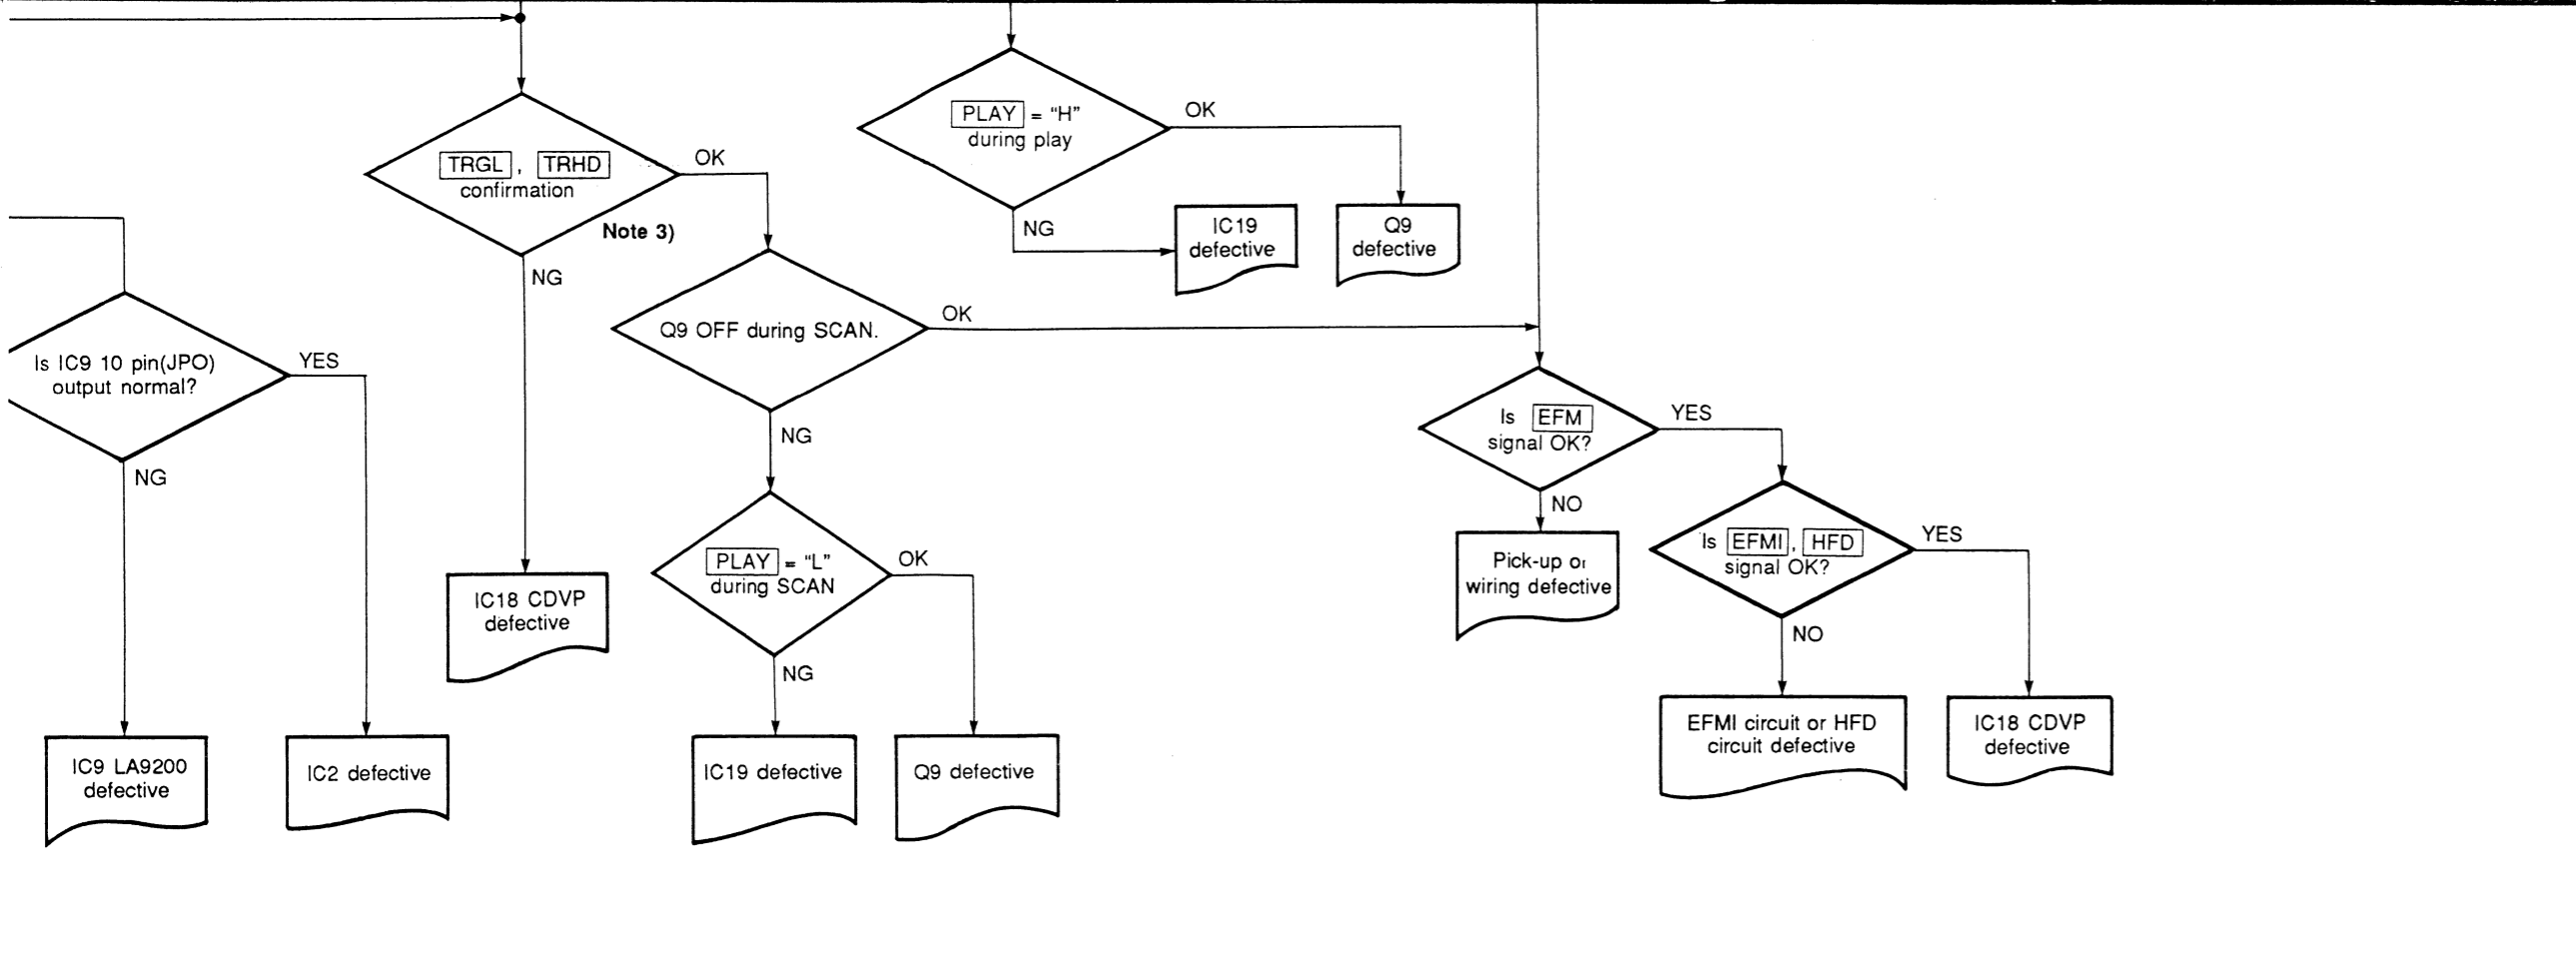 PLAY = “H”
during play
OK
NG
IC19
defective
Q9
defective
TRGL , TRHD
confirmation
OK
Note 3)
NG
Q9 OFF during SCAN.
OK
NG
Is IC9 10 pin(JPO)
output normal?
YES
NG
PLAY = “L”
during SCAN
OK
NG
Is EFM
signal OK?
YES
NO
Is EFMI , HFD
signal OK?
YES
NO
Pick-up or
wiring defective
IC18 CDVP
defective
IC9 LA9200
defective
IC2 defective
IC19 defective
Q9 defective
EFMI circuit or HFD
circuit defective
IC18 CDVP
defective